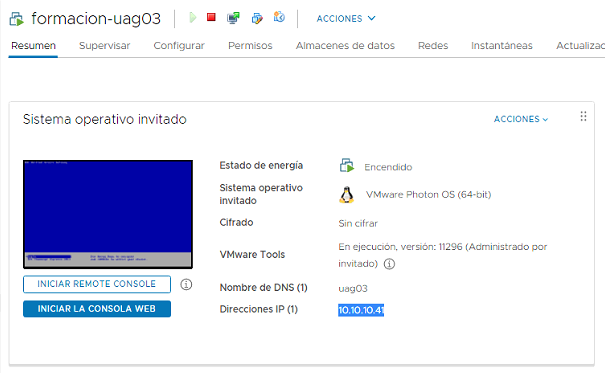 formacion-uag03
ACCIONES
Resumen Supervisar Configurar Permisos Almacenes de datos Redes Instantáneas Actualizac
Sistema operativo invitado
ACCIONES
Estado de energía Encendido
Sistema operativo invitado VMware Photon OS (64-bit)
Cifrado Sin cifrar
VMware Tools En ejecución, versión: 11296 (Administrado por
invitado)
INICIAR REMOTE CONSOLE
Nombre de DNS (1) uag03
INICIAR LA CONSOLA WEB
Direcciones IP (1) 10.10.10.41